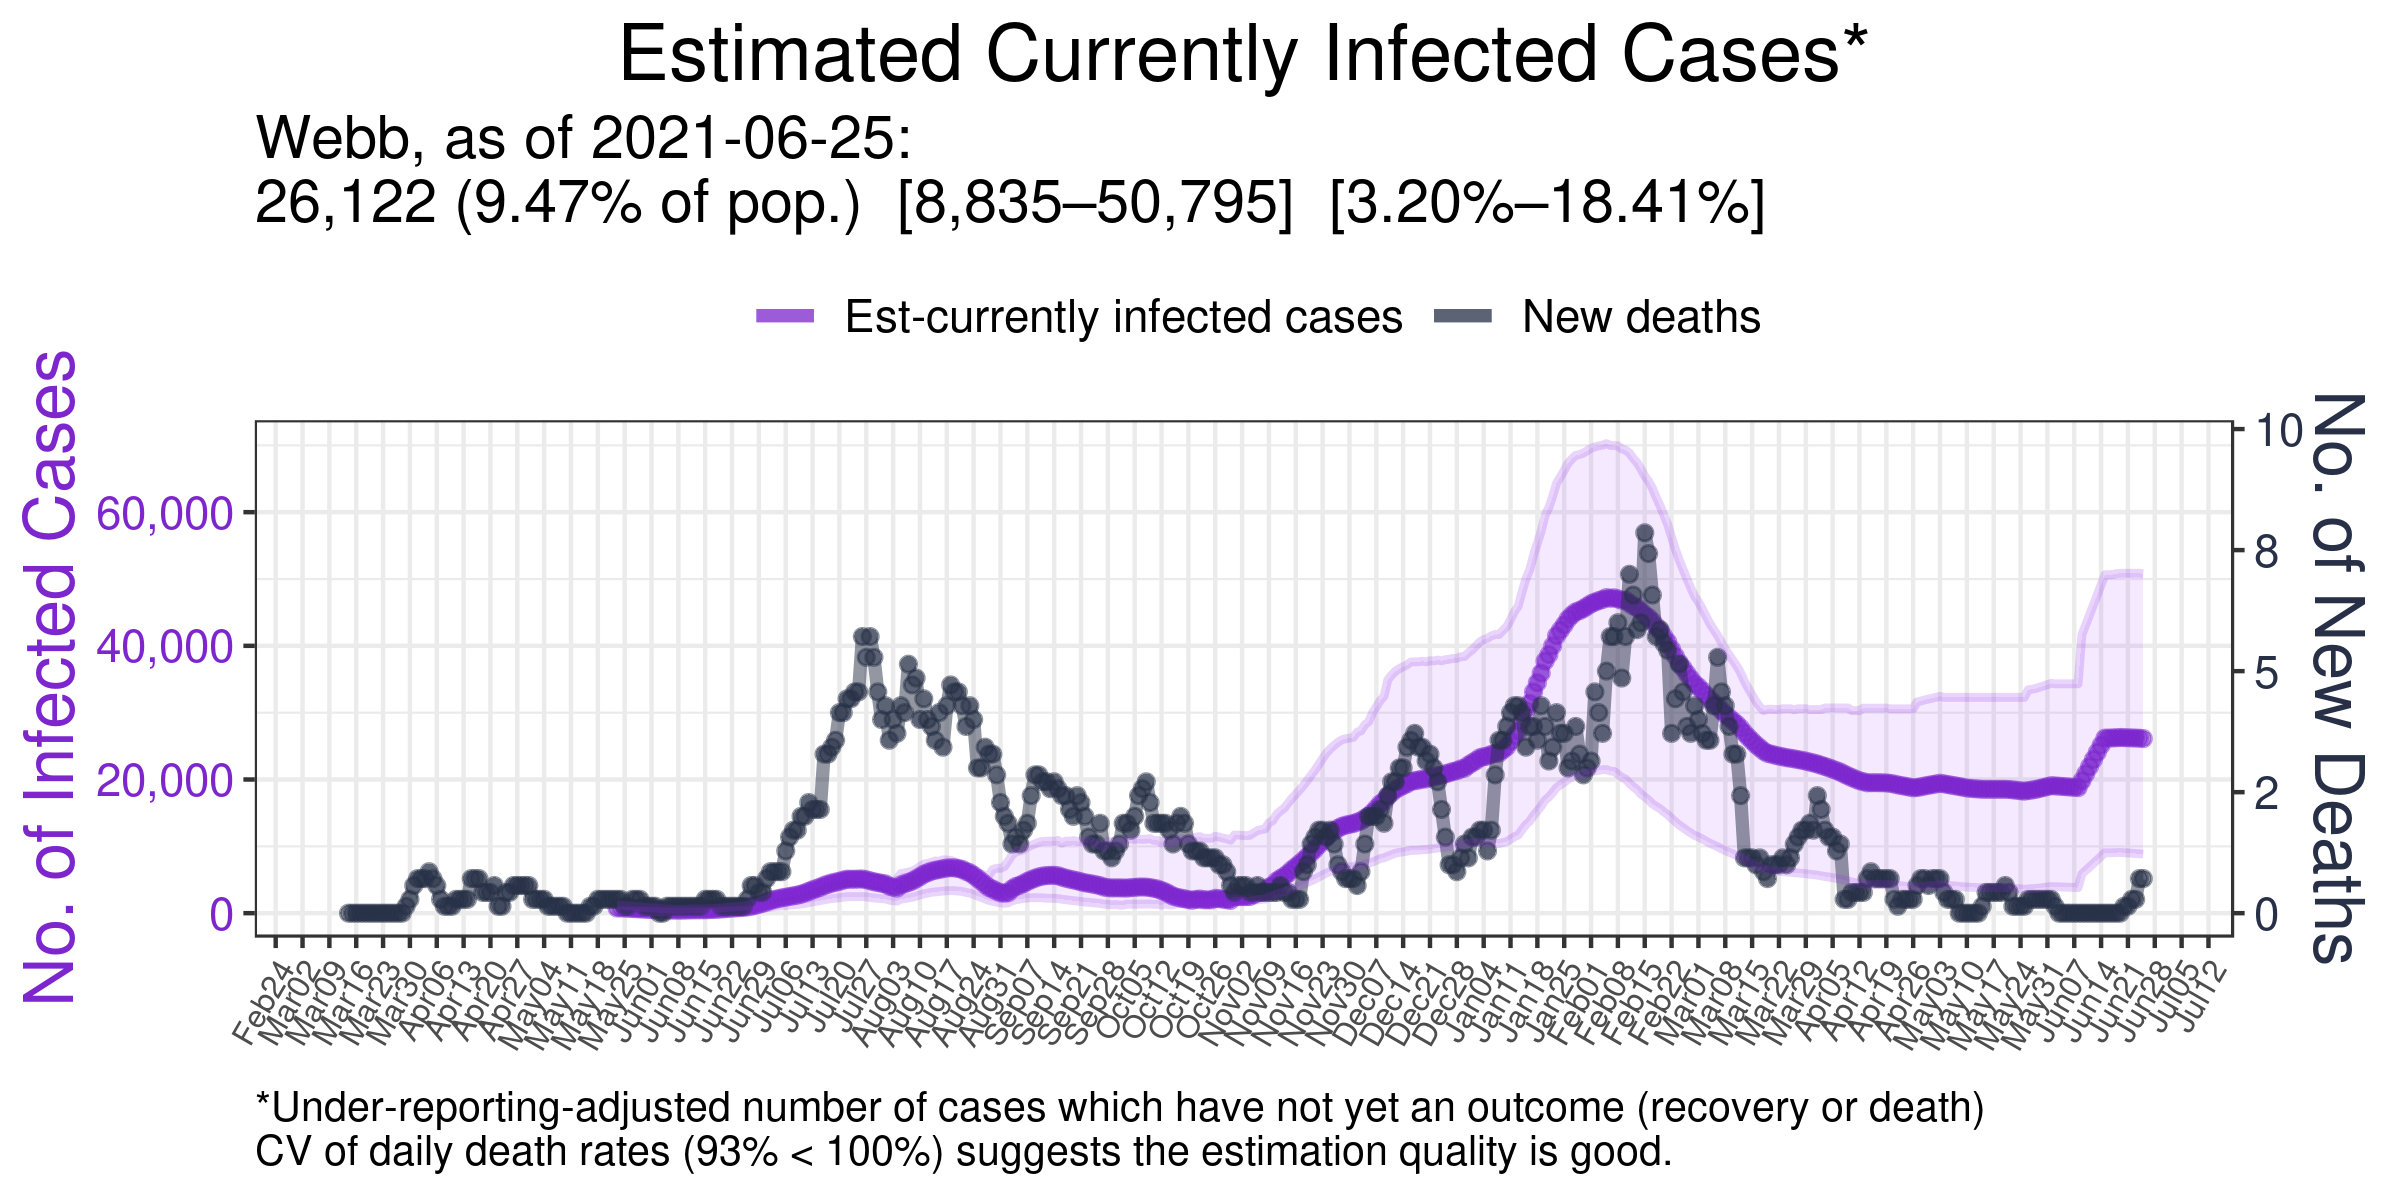 Estimated Currently Infected Cases*
Webb, as of 2021-06-25:
26,122 (9.47% of pop.) [8,835–50,795] [3.20%–18.41%]
Est-currently infected cases
New deaths
No. of Infected Cases
60,000
40,000
20,000
0
10
8
5
2
0
No. of New Deaths
Feb24
Mar02
Mar09
Mar16
Mar23
Mar30
Apr06
Apr13
Apr20
Apr27
May04
May11
May18
May25
Jun01
Jun08
Jun15
Jun22
Jun29
Jul06
Jul13
Jul20
Jul27
Aug03
Aug10
Aug17
Aug24
Aug31
Sep07
Sep14
Sep21
Sep28
Oct05
Oct12
Oct19
Oct26
Nov02
Nov09
Nov16
Nov23
Nov30
Dec07
Dec14
Dec21
Dec28
Jan04
Jan11
Jan18
Jan25
Feb01
Feb08
Feb15
Feb22
Mar01
Mar08
Mar15
Mar22
Mar29
Apr05
Apr12
Apr19
Apr26
May03
May10
May17
May24
May31
Jun07
Jun14
Jun21
Jun28
Jul05
Jul12
*Under-reporting-adjusted number of cases which have not yet an outcome (recovery or death)
CV of daily death rates (93% < 100%) suggests the estimation quality is good.